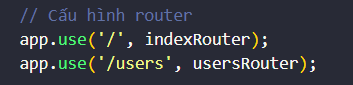 // Cấu hình router
app.use('/', indexRouter);
app.use('/users', usersRouter);